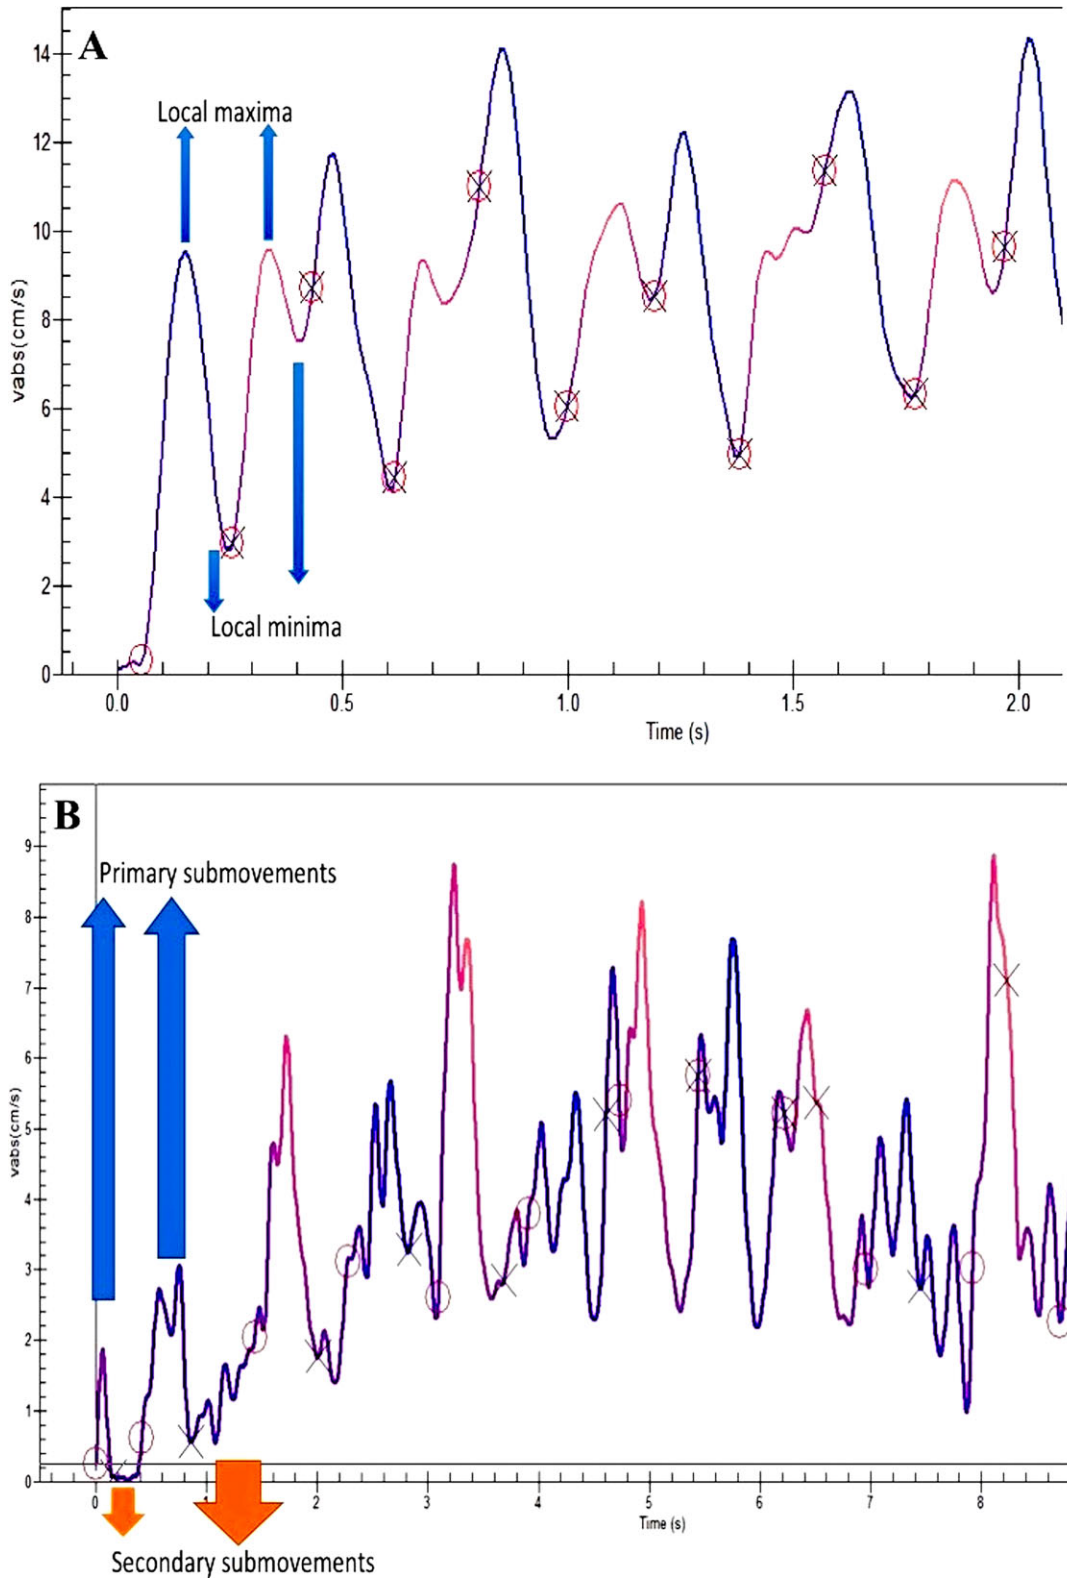 A
14
Local maxima
12
10
8
vabs(cm/s)
6
4
2
Local minima
0
0.0 0.5 1.0 1.5 2.0
Time (s)
B
9
Primary submovements
8
7
6
vabs(cm/s)
5
4
3
2
1
0
0 1 2 3 4 5 6 7 8
Time (s)
Secondary submovements